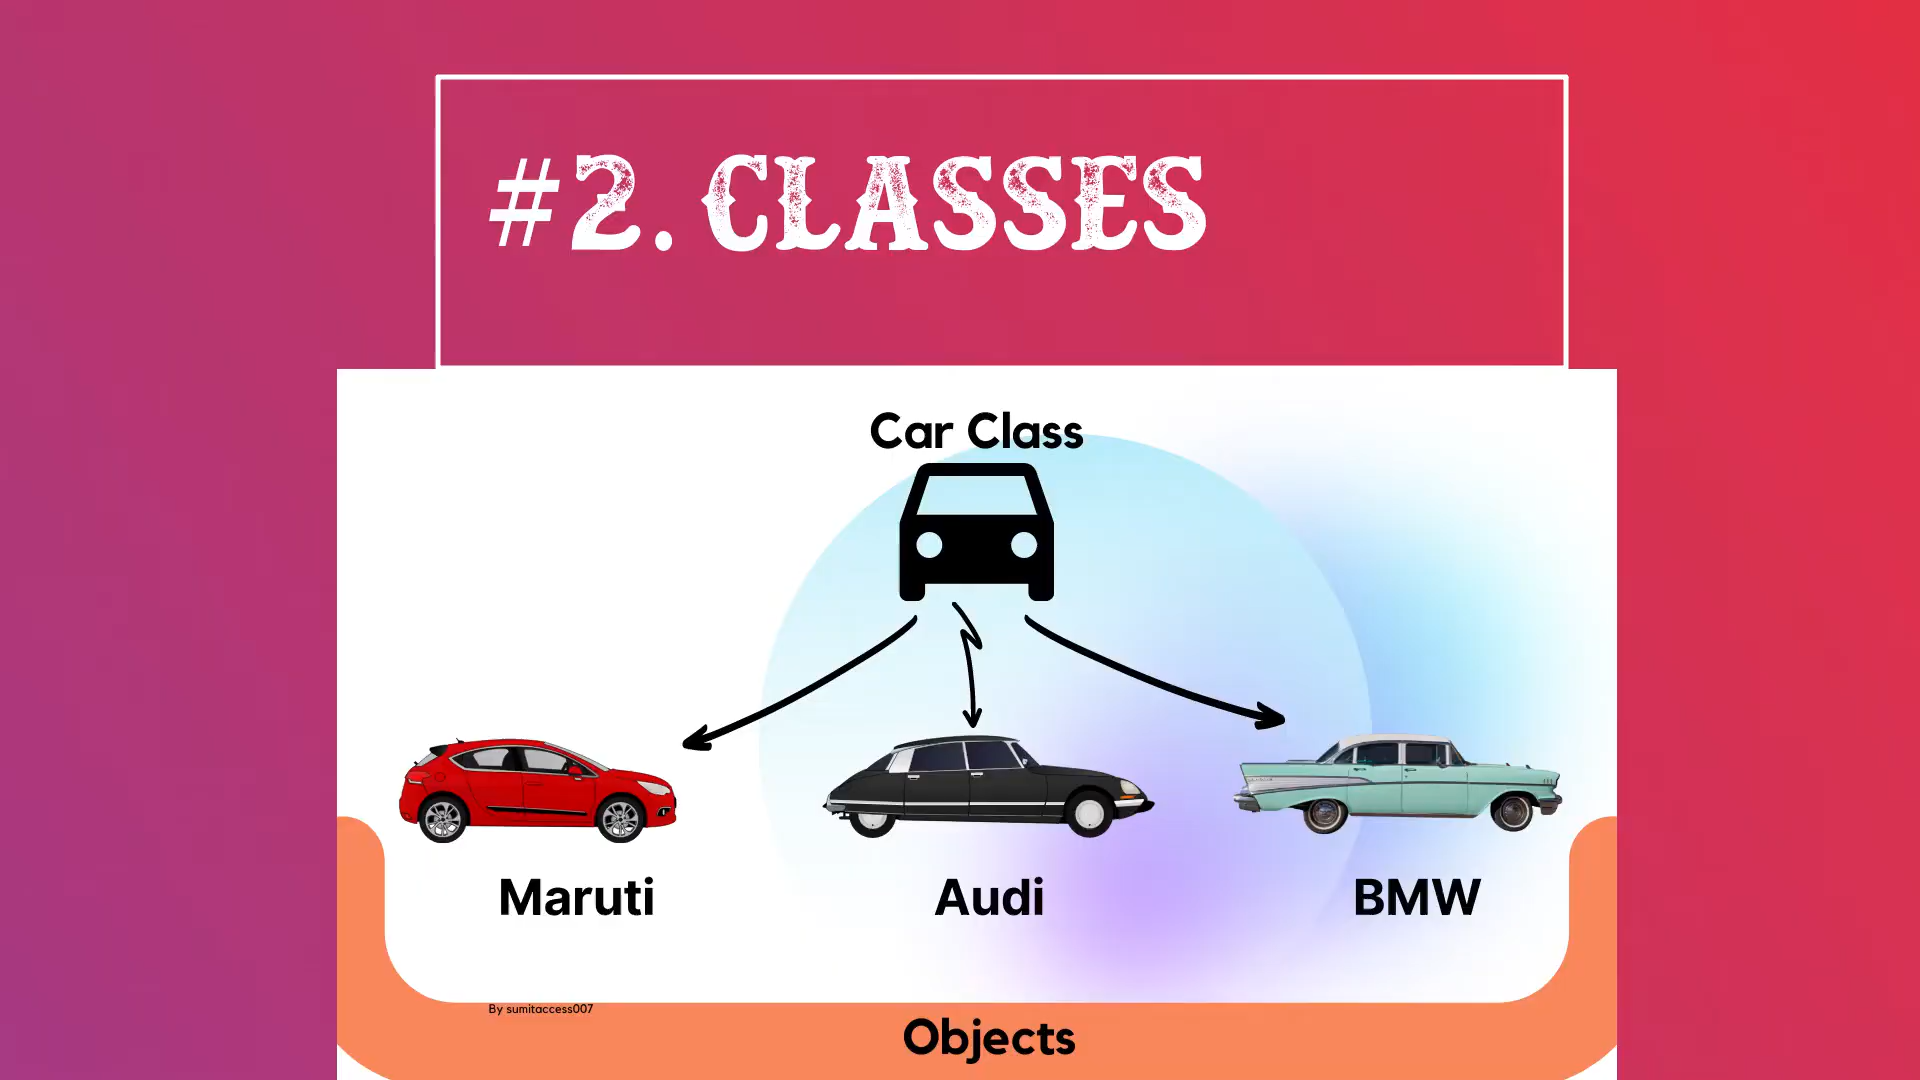 #2. CLASSES
Car Class
Maruti
Audi
BMW
By sumitaccess007
Objects